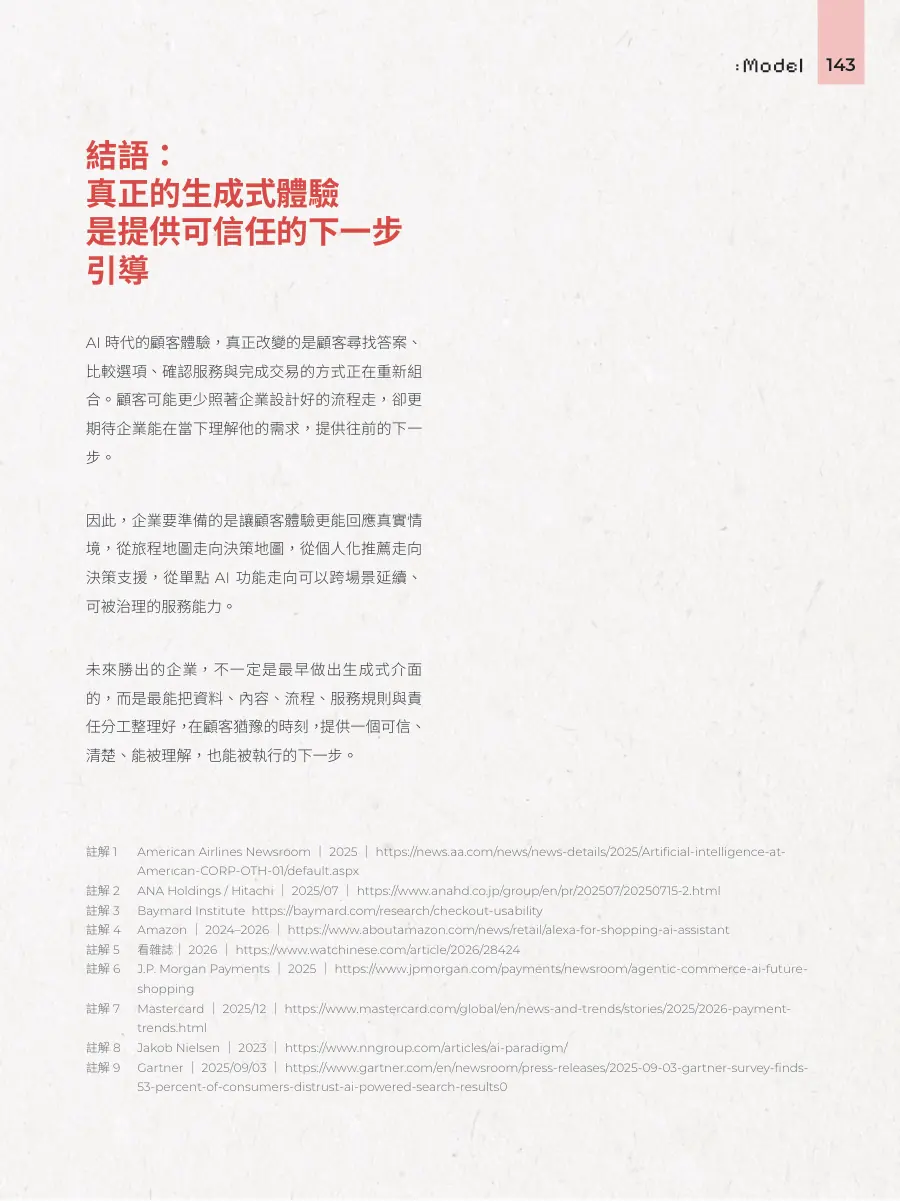 :Model 143
結語：
真正的生成式體驗
是提供可信任的下一步
引導
AI 時代的顧客體驗，真正改變的是顧客尋找答案、
比較選項、確認服務與完成交易的方式正在重新組
合。顧客可能更少照著企業設計好的流程走，卻更
期待企業能在當下理解他的需求，提供往前的下一
步。
因此，企業要準備的是讓顧客體驗更能回應真實情
境，從旅程地圖走向決策地圖，從個人化推薦走向
決策支援，從單點 AI 功能走向可以跨場景延續、
可被治理的服務能力。
未來勝出的企業，不一定是最早做出生成式介面
的，而是最能把資料、內容、流程、服務規則與責
任分工整理好，在顧客猶豫的時刻，提供一個可信、
清楚、能被理解，也能被執行的下一步。
註解 1 American Airlines Newsroom ｜ 2025 ｜ https://news.aa.com/news/news-details/2025/Artificial-intelligence-at-
American-CORP-OTH-01/default.aspx
註解 2 ANA Holdings / Hitachi ｜ 2025/07 ｜ https://www.anahd.co.jp/group/en/pr/202507/20250715-2.html
註解 3 Baymard Institute https://baymard.com/research/checkout-usability
註解 4 Amazon ｜ 2024–2026 ｜ https://www.aboutamazon.com/news/retail/alexa-for-shopping-ai-assistant
註解 5 看雜誌｜ 2026 ｜ https://www.watchinese.com/article/2026/28424
註解 6 J.P. Morgan Payments ｜ 2025 ｜ https://www.jpmorgan.com/payments/newsroom/agentic-commerce-ai-future-
shopping
註解 7 Mastercard ｜ 2025/12 ｜ https://www.mastercard.com/global/en/news-and-trends/stories/2025/2026-payment-
trends.html
註解 8 Jakob Nielsen ｜ 2023 ｜ https://www.nngroup.com/articles/ai-paradigm/
註解 9 Gartner ｜ 2025/09/03 ｜ https://www.gartner.com/en/newsroom/press-releases/2025-09-03-gartner-survey-finds-
53-percent-of-consumers-distrust-ai-powered-search-results0